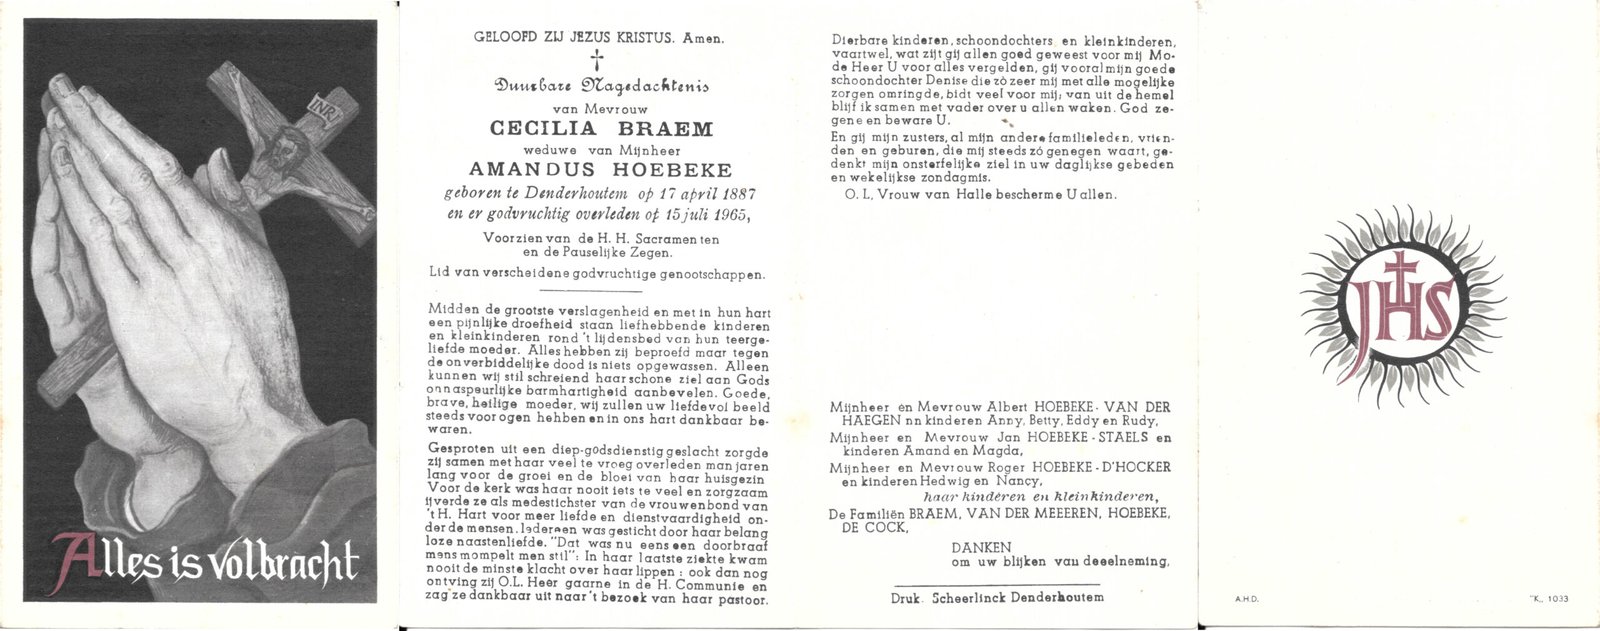 INRI
Alles is volbracht
GELOOFD ZIJ JEZUS KRISTUS. Amen.
Duurbare Nagedachtenis
van Mevrouw
CECILIA BRAEM
weduwe van Mijnheer
AMANDUS HOEBEKE
geboren te Denderhoutem op 17 april 1887
en er godvruchtig overleden op 15 juli 1965,
Voorzien van de H. H. Sacramenten
en de Pauselijke Zegen.
Lid van verscheidene godvruchtige genootschappen.
Midden de grootste verslagenheid en met in hun hart
een pijnlijke droefheid staan liefhebbende kinderen
en kleinkinderen rond 't lijdensbed van hun teerge-
liefde moeder. Alles hebben zij beproefd maar tegen
de onverbiddelijke dood is niets opgewassen. Alleen
kunnen wij stil schreiend haar schone ziel aan Gods
onnaspeurlijke barmhartigheid aanbevelen. Goede,
brave, heilige moeder, wij zullen uw liefdevol beeld
steeds voor ogen hebben en in ons hart dankbaar be-
waren.
Gesproten uit een diep-godsdienstig geslacht zorgde
zij samen met haar veel te vroeg overleden man jaren
lang voor de groei en de bloei van haar huisgezin
Voor de kerk was haar nooit iets te veel en zorgzaam
ijverde ze als medestichster van de vrouwenbond van
't H. Hart voor meer liefde en dienstvaardigheid on-
der de mensen. Iedereen was gesticht door haar belang
loze naastenliefde. "Dat was nu eens een doorbraaf
mens mompelt men stil": In haar laatste ziekte kwam
nooit de minste klacht over haar lippen : ook dan nog
ontving zij O.L. Heer gaarne in de H. Communie en
zag ze dankbaar uit naar 't bezoek van haar pastoor.
Dierbare kinderen, schoondochters en kleinkinderen,
vaartwel, wat zijt gij allen goed geweest voor mij Mo-
de Heer U voor alles vergelden, gij vooral mijn goede
schoondochter Denise die zó zeer mij met alle mogelijke
zorgen omringde, bidt veel voor mij; van uit de hemel
blijf ik samen met vader over u allen waken. God ze-
gene en beware U.
En gij mijn zusters, al mijn andere familieleden, vrien-
den en geburen, die mij steeds zó genegen waart, ge-
denkt mijn onsterfelijke ziel in uw daglijkse gebeden
en wekelijkse zondagmis.
O. L. Vrouw van Halle bescherme U allen.
Mijnheer en Mevrouw Albert HOEBEKE - VAN DER
HAEGEN nn kinderen Anny, Betty, Eddy en Rudy,
Mijnheer en Mevrouw Jan HOEBEKE - STAELS en
kinderen Amand en Magda,
Mijnheer en Mevrouw Roger HOEBEKE - D'HOCKER
en kinderen Hedwig en Nancy,
haar kinderen en kleinkinderen,
De Familiën BRAEM, VAN DER MEEEREN, HOEBEKE,
DE COCK,
DANKEN
om uw blijken van deeelneming.
Druk. Scheerlinck Denderhoutem
JHS
A.H.D.
"K„ 1033